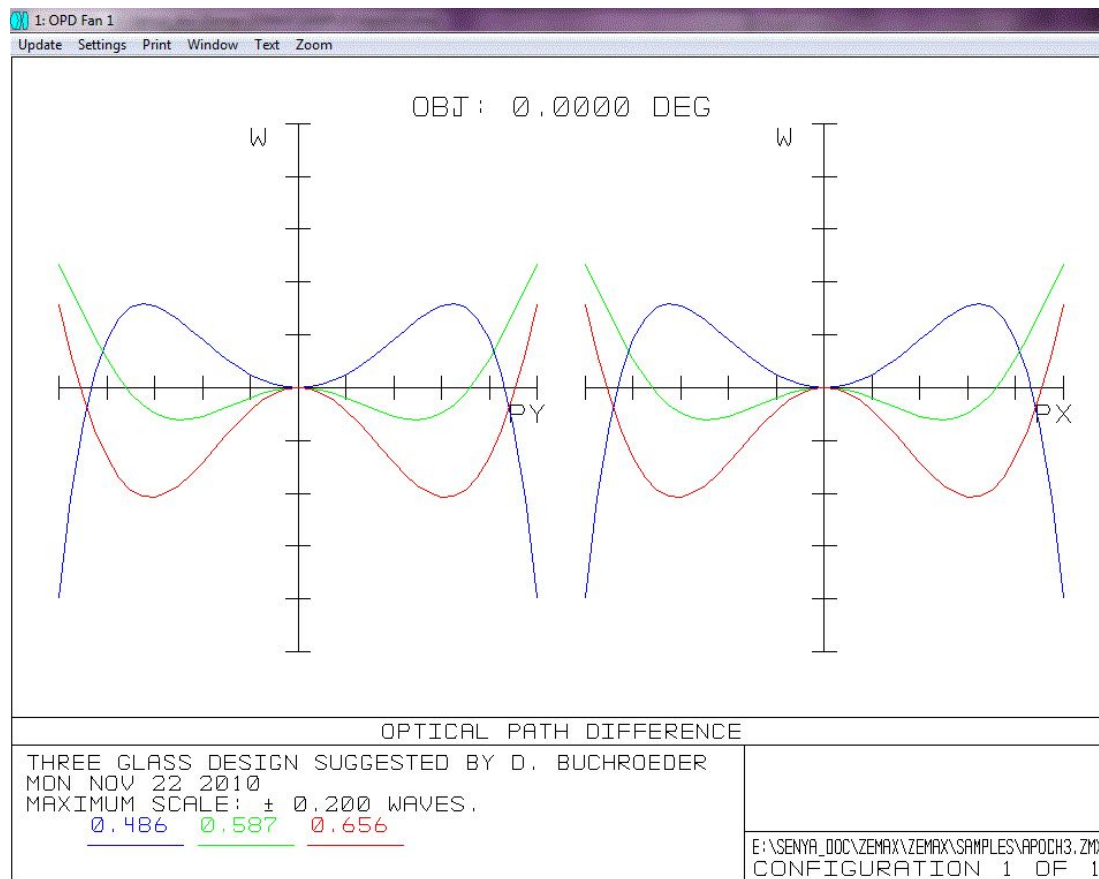 1: OPD Fan 1
Update Settings Print Window Text Zoom
OBJ: 0.0000 DEG
W
W
PY
PX
OPTICAL PATH DIFFERENCE
THREE GLASS DESIGN SUGGESTED BY D. BUCHROEDER
MON NOV 22 2010
MAXIMUM SCALE: ± 0.200 WAVES.
0.486 0.587 0.656
E:\SENYA_DOC\ZEMAX\ZEMAX\SAMPLES\APOCH3.ZMX
CONFIGURATION 1 OF 1